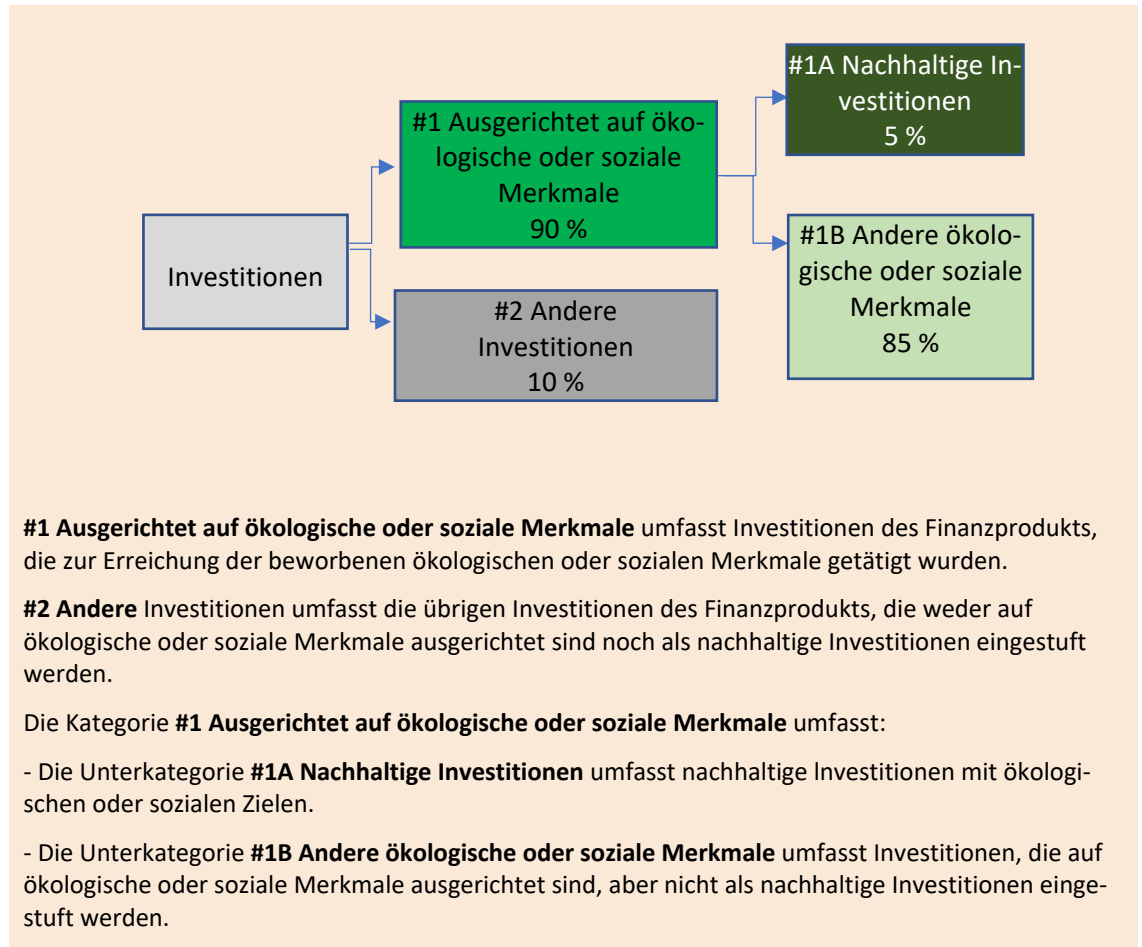 #1A Nachhaltige In-
vestitionen
5 %
#1 Ausgerichtet auf öko-
logische oder soziale
Merkmale
90 %
Investitionen
#1B Andere ökolo-
gische oder soziale
Merkmale
85 %
#2 Andere
Investitionen
10 %
#1 Ausgerichtet auf ökologische oder soziale Merkmale umfasst Investitionen des Finanzprodukts,
die zur Erreichung der beworbenen ökologischen oder sozialen Merkmale getätigt wurden.
#2 Andere Investitionen umfasst die übrigen Investitionen des Finanzprodukts, die weder auf
ökologische oder soziale Merkmale ausgerichtet sind noch als nachhaltige Investitionen eingestuft
werden.
Die Kategorie #1 Ausgerichtet auf ökologische oder soziale Merkmale umfasst:
- Die Unterkategorie #1A Nachhaltige Investitionen umfasst nachhaltige lnvestitionen mit ökologi-
schen oder sozialen Zielen.
- Die Unterkategorie #1B Andere ökologische oder soziale Merkmale umfasst Investitionen, die auf
ökologische oder soziale Merkmale ausgerichtet sind, aber nicht als nachhaltige Investitionen einge-
stuft werden.